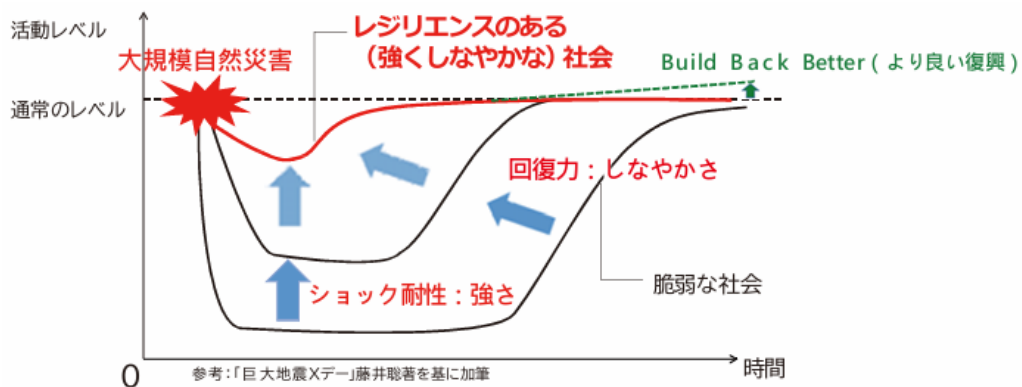 活動レベル
大規模自然災害
レジリエンスのある
(強くしなやかな)社会
Build Back Better(より良い復興)
通常のレベル
回復力:しなやかさ
ショック耐性:強さ
脆弱な社会
0
参考:「巨大地震Xデー」藤井聡著を基に加筆
時間